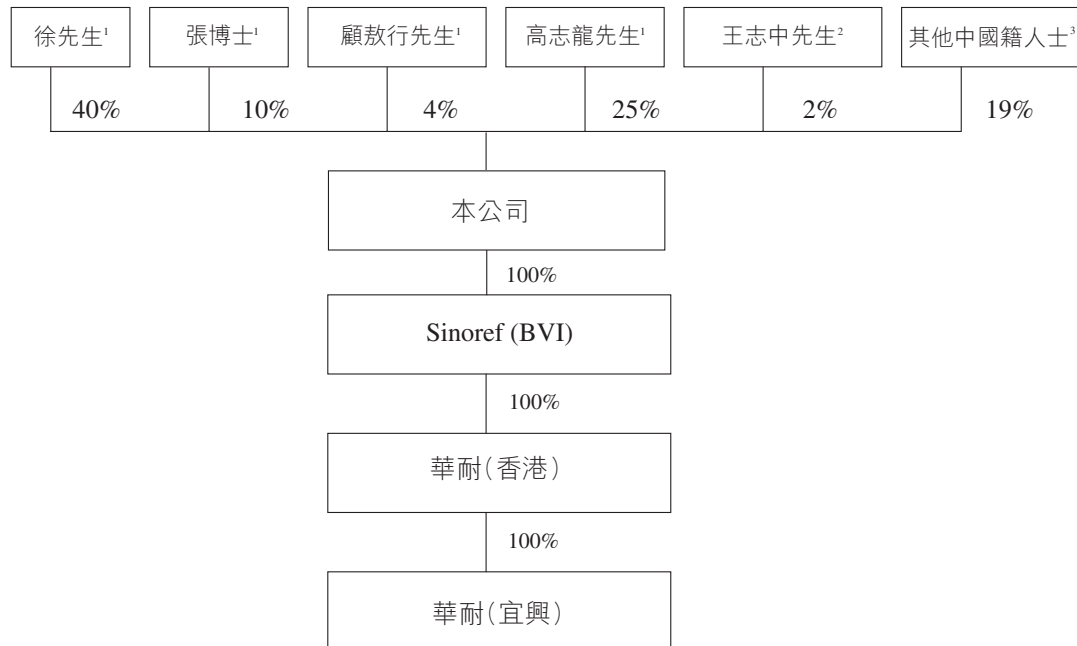 徐先生¹
張博士¹
顧敖行先生¹
高志龍先生¹
王志中先生²
其他中國籍人士³
40%
10%
4%
25%
2%
19%
本公司
100%
Sinoref (BVI)
100%
華耐(香港)
100%
華耐(宜興)